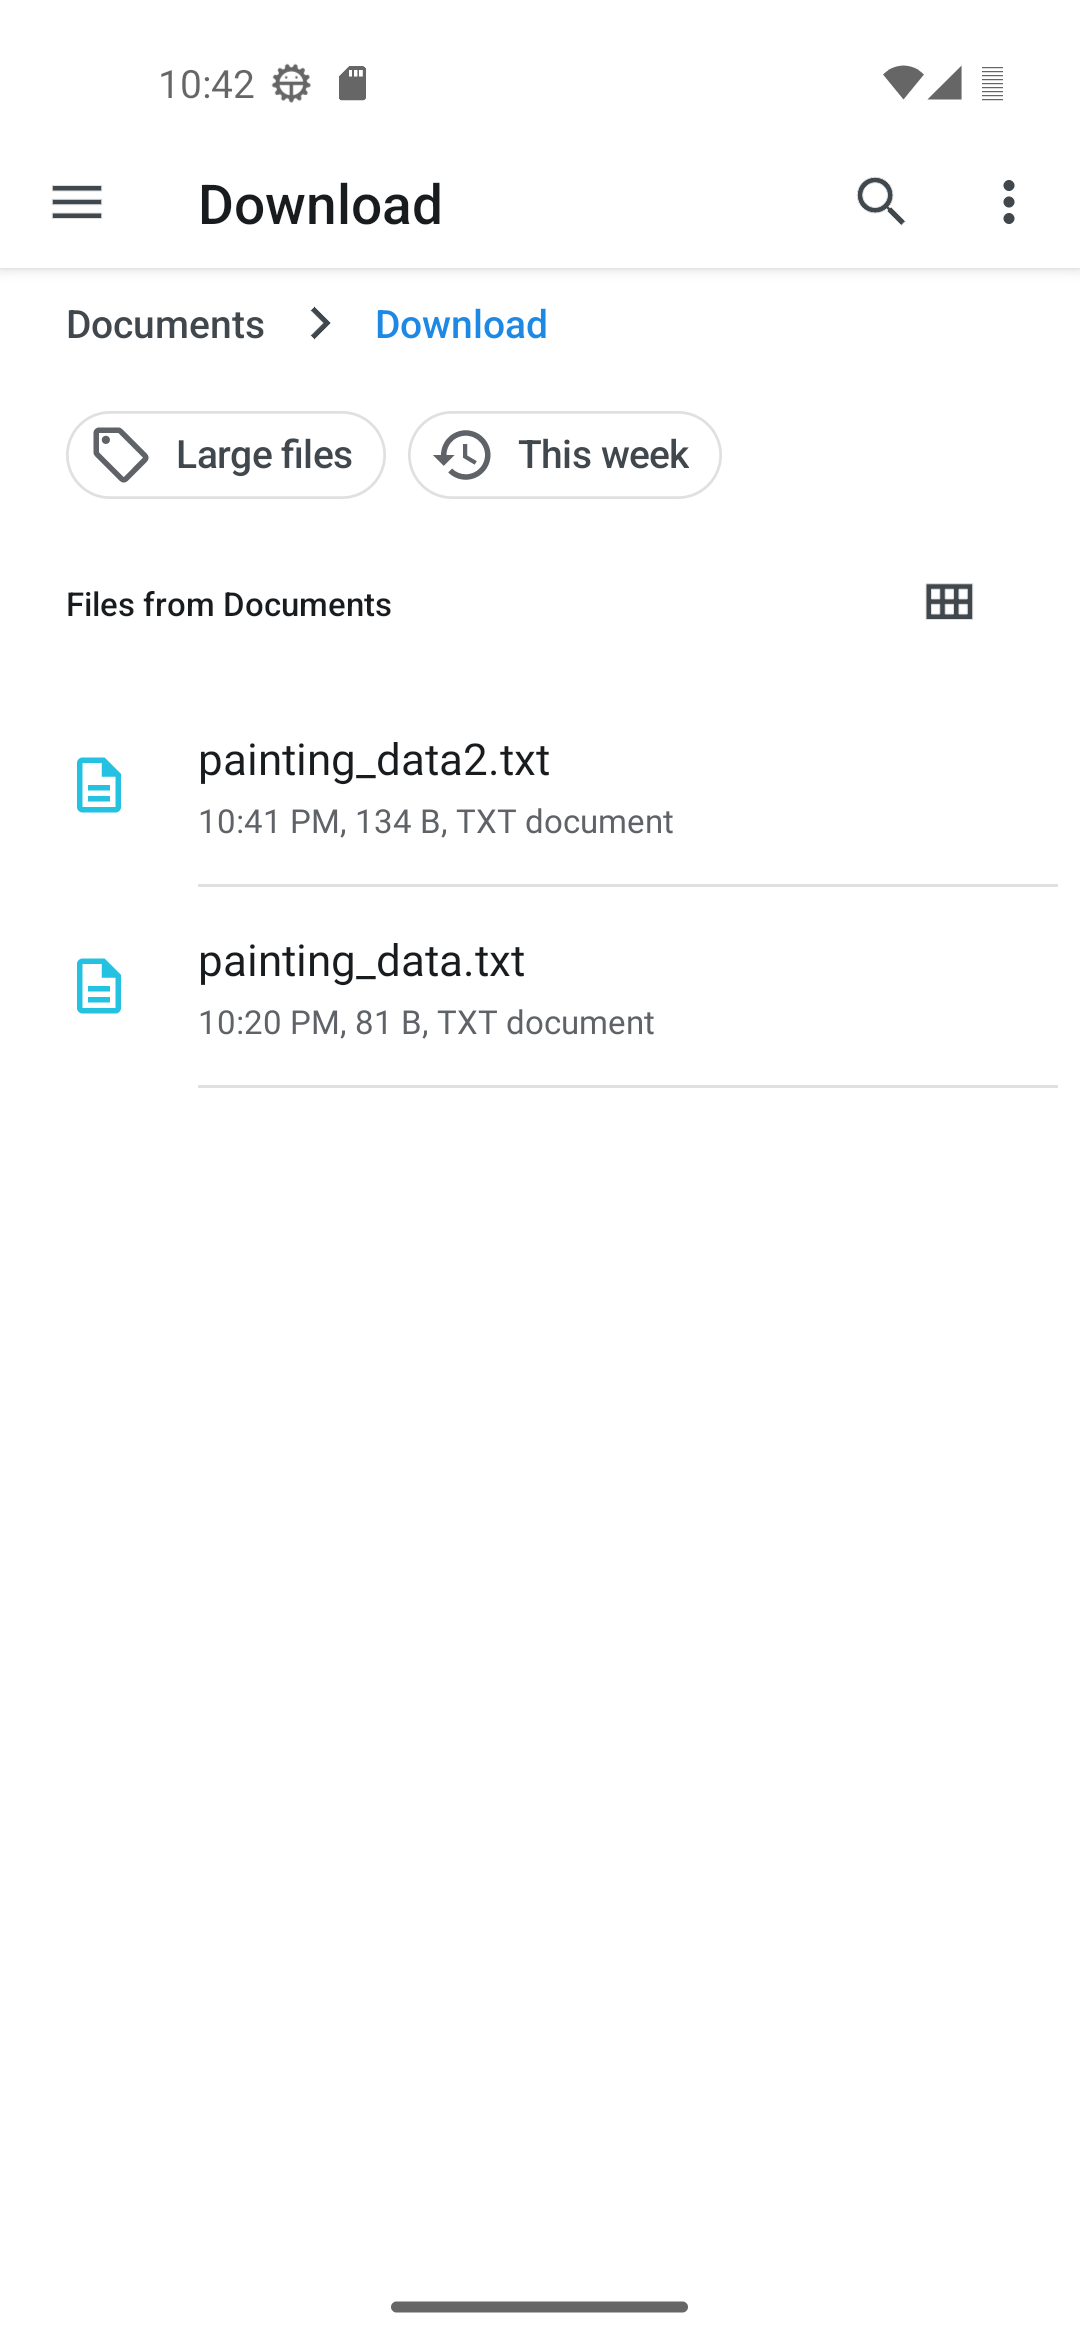 10:42
Download
Documents > Download
Large files
This week
Files from Documents
painting_data2.txt
10:41 PM, 134 B, TXT document
painting_data.txt
10:20 PM, 81 B, TXT document